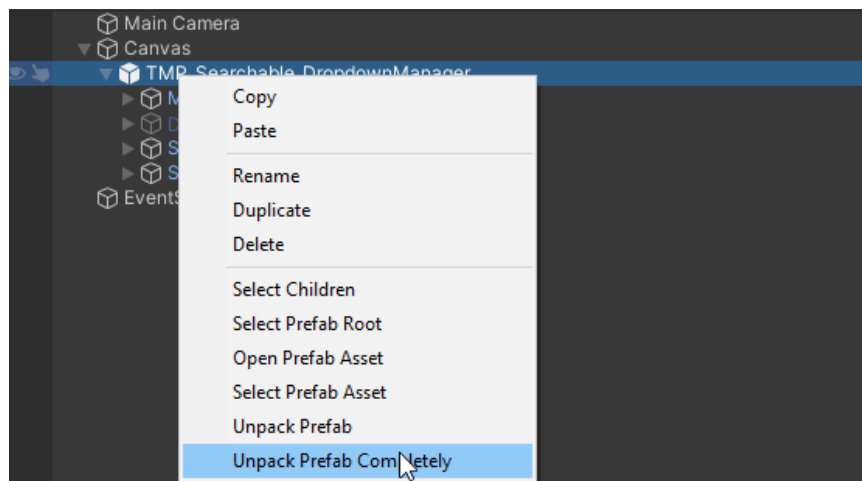 Main Camera
Canvas
TMP_Searchable_DropdownManager
Copy
Paste
Rename
Duplicate
Delete
Select Children
Select Prefab Root
Open Prefab Asset
Select Prefab Asset
Unpack Prefab
Unpack Prefab Completely